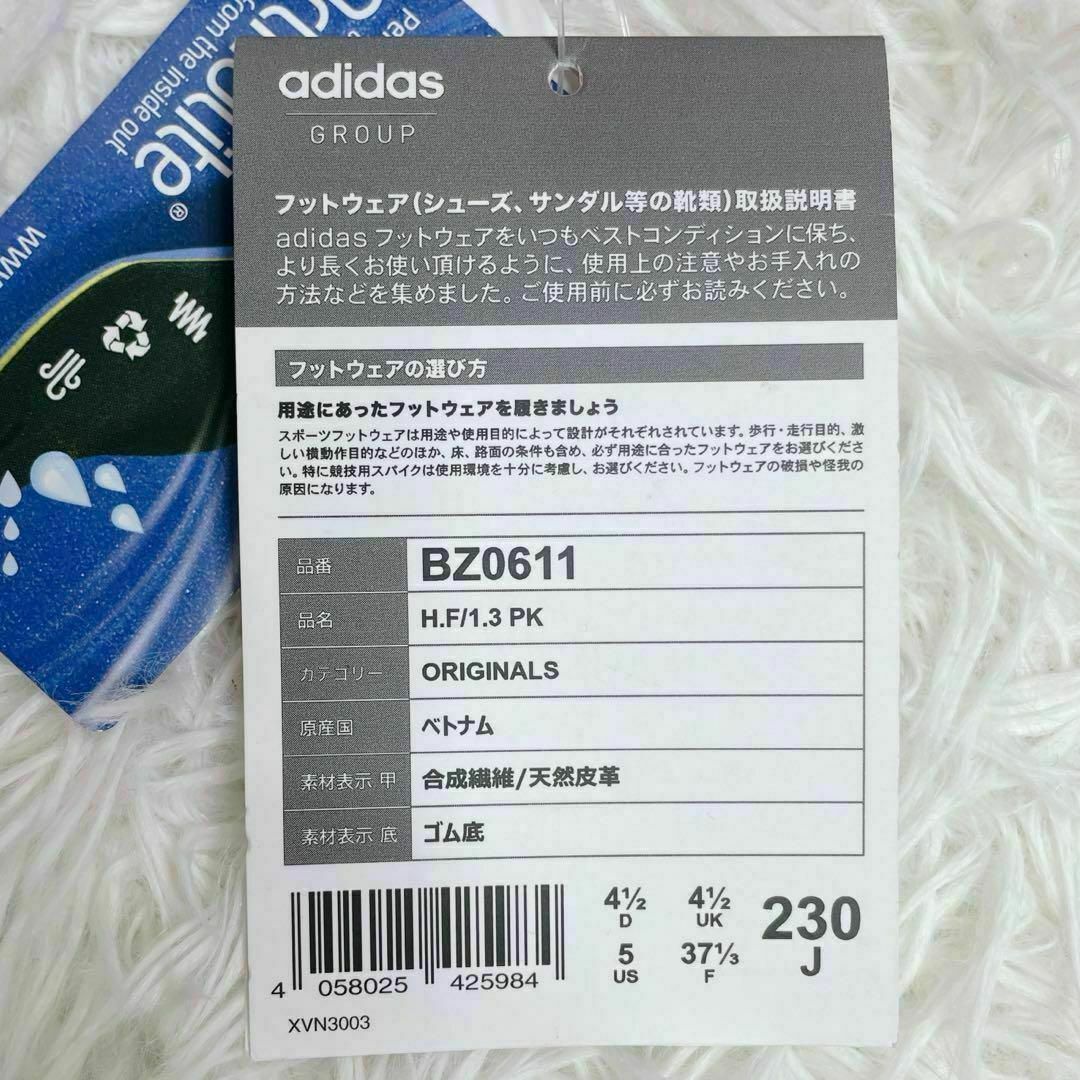 adidas
GROUP
フットウェア(シューズ、サンダル等の靴類)取扱説明書
adidas フットウェアをいつもベストコンディションに保ち、
より長くお使い頂けるように、使用上の注意やお手入れの
方法などを集めました。ご使用前に必ずお読みください。
フットウェアの選び方
用途にあったフットウェアを履きましょう
スポーツフットウェアは用途や使用目的によって設計がそれぞれされています。歩行・走行目的、激
しい横動作目的などのほか、床、路面の条件も含め、必ず用途に合ったフットウェアをお選びくださ
い。特に競技用スパイクは使用環境を十分に考慮し、お選びください。フットウェアの破損や怪我の
原因になります。
品番 BZ0611
品名 H.F/1.3 PK
カテゴリー ORIGINALS
原産国 ベトナム
素材表示 甲 合成繊維/天然皮革
素材表示 底 ゴム底
4½ D 4½ UK 230 J
5 US 37⅓ F
4 058025 425984
XVN3003
from the inside out
www.